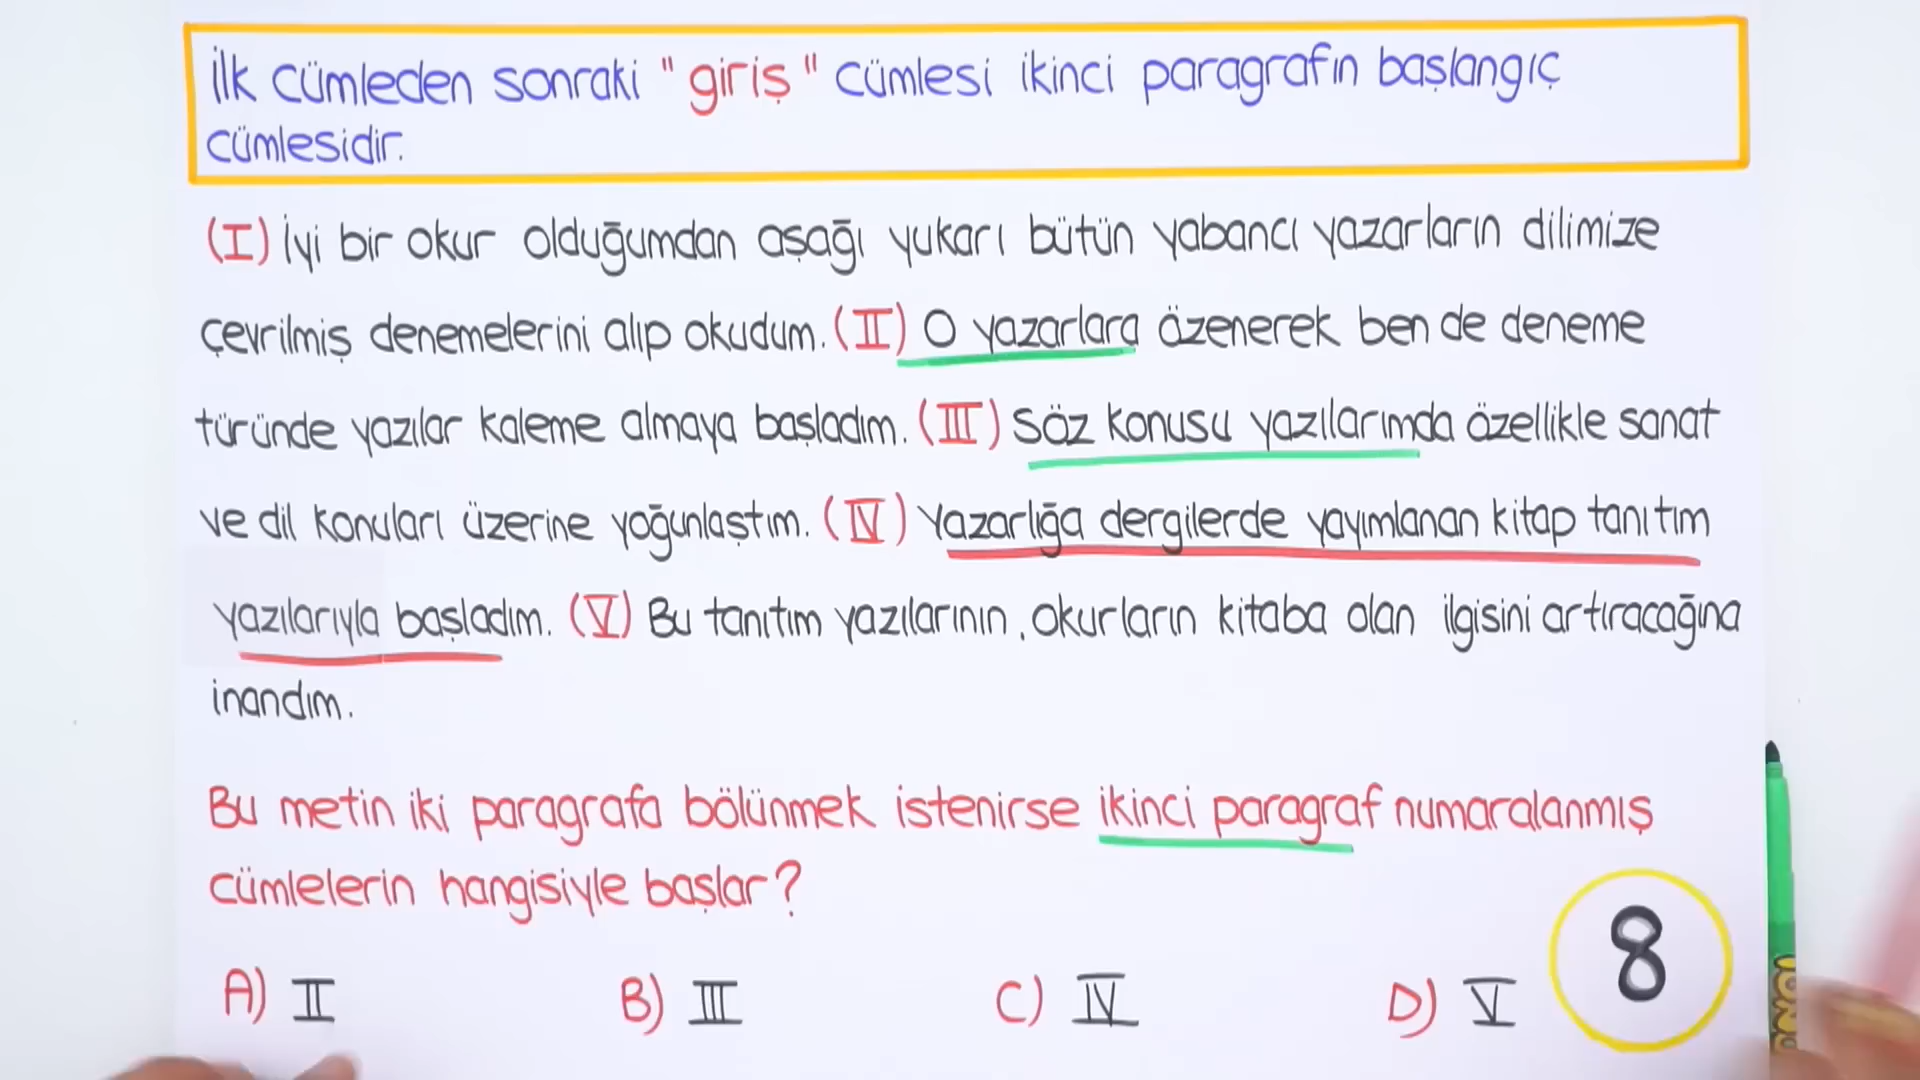 İlk cümleden sonraki "giriş" cümlesi ikinci paragrafın başlangıç
cümlesidir.
(I) İyi bir okur olduğumdan aşağı yukarı bütün yabancı yazarların dilimize
çevrilmiş denemelerini alıp okudum. (II) O yazarlara özenerek ben de deneme
türünde yazılar kaleme almaya başladım. (III) Söz konusu yazılarımda özellikle sanat
ve dil konuları üzerine yoğunlaştım. (IV) Yazarlığa dergilerde yayımlanan kitap tanıtım
yazılarıyla başladım. (V) Bu tanıtım yazılarının, okurların kitaba olan ilgisini artıracağına
inandım.
Bu metin iki paragrafa bölünmek istenirse ikinci paragraf numaralanmış
cümlelerin hangisiyle başlar?
A) II B) III C) IV D) V
8